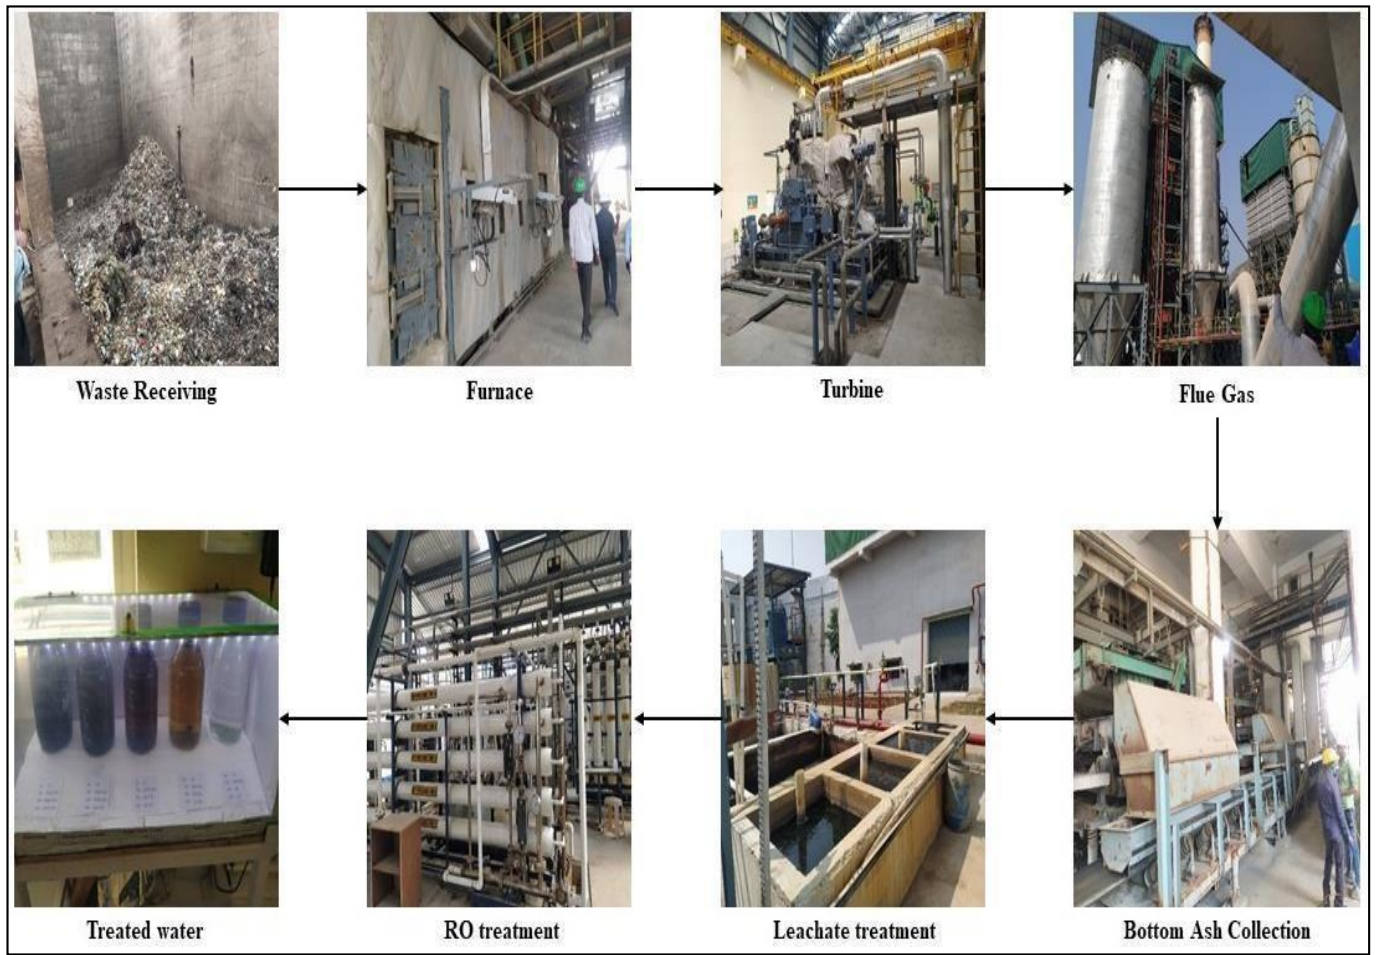 Waste Receiving
Furnace
Turbine
Flue Gas
Treated water
RO treatment
Leachate treatment
Bottom Ash Collection